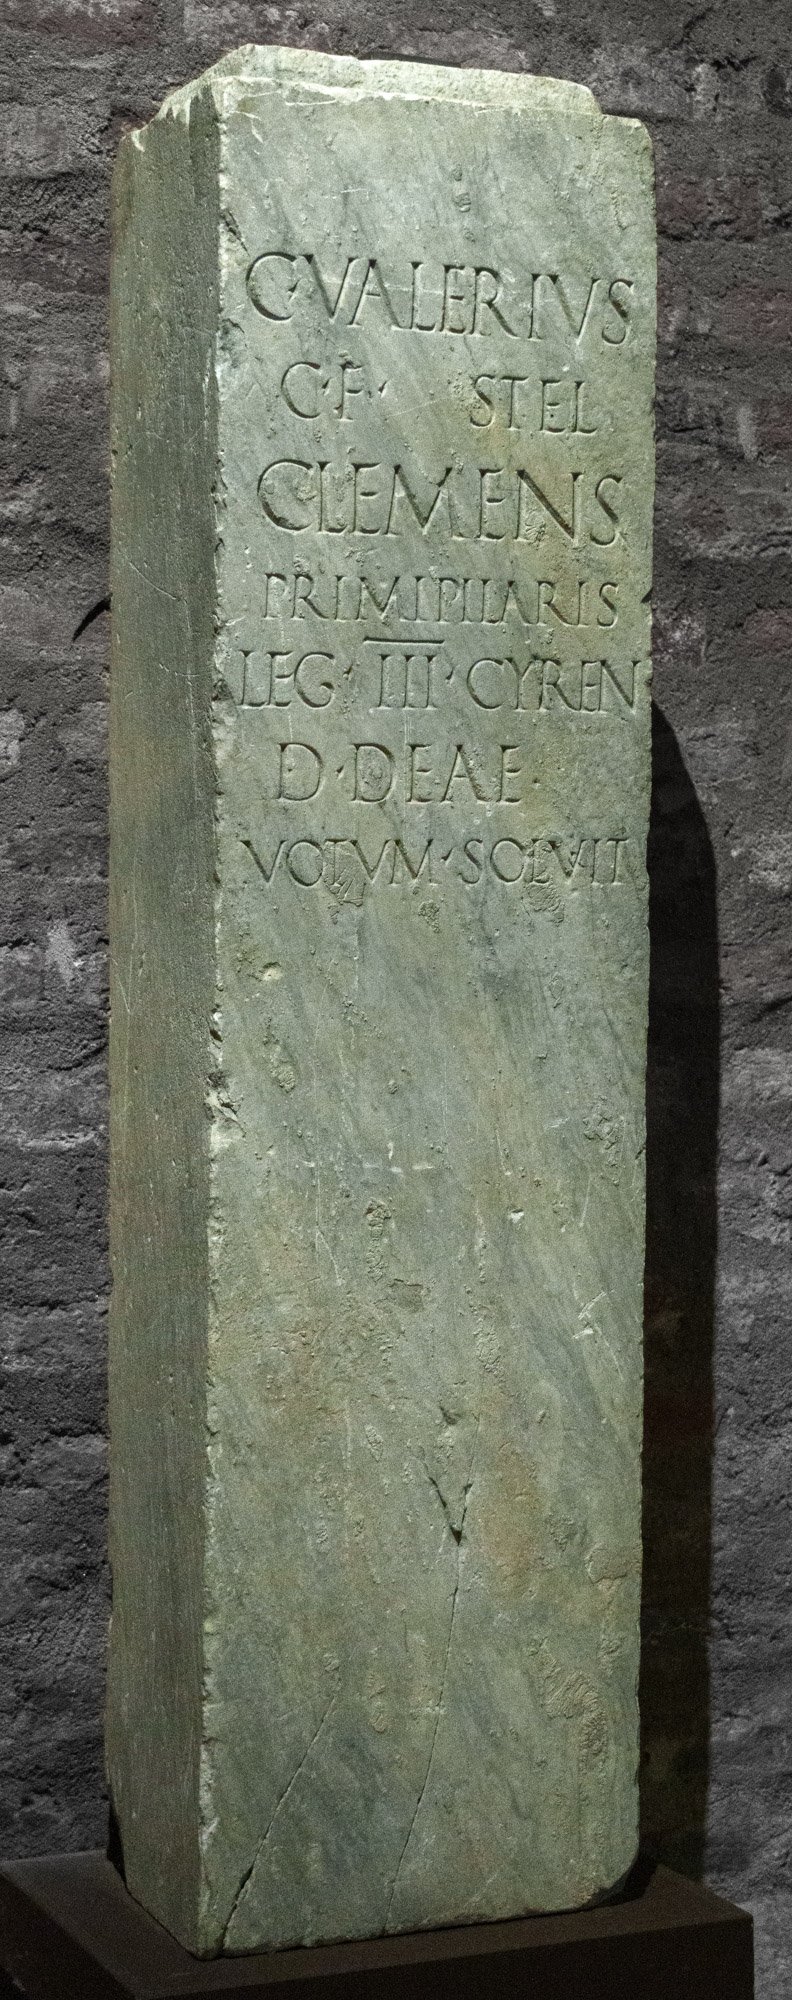 C VALERIVS
C·F· STEL
CLEMENS
PRIMIPILARIS
LEG·III·CYREN
D·DEAE·
VOTVM·SOLVIT
V